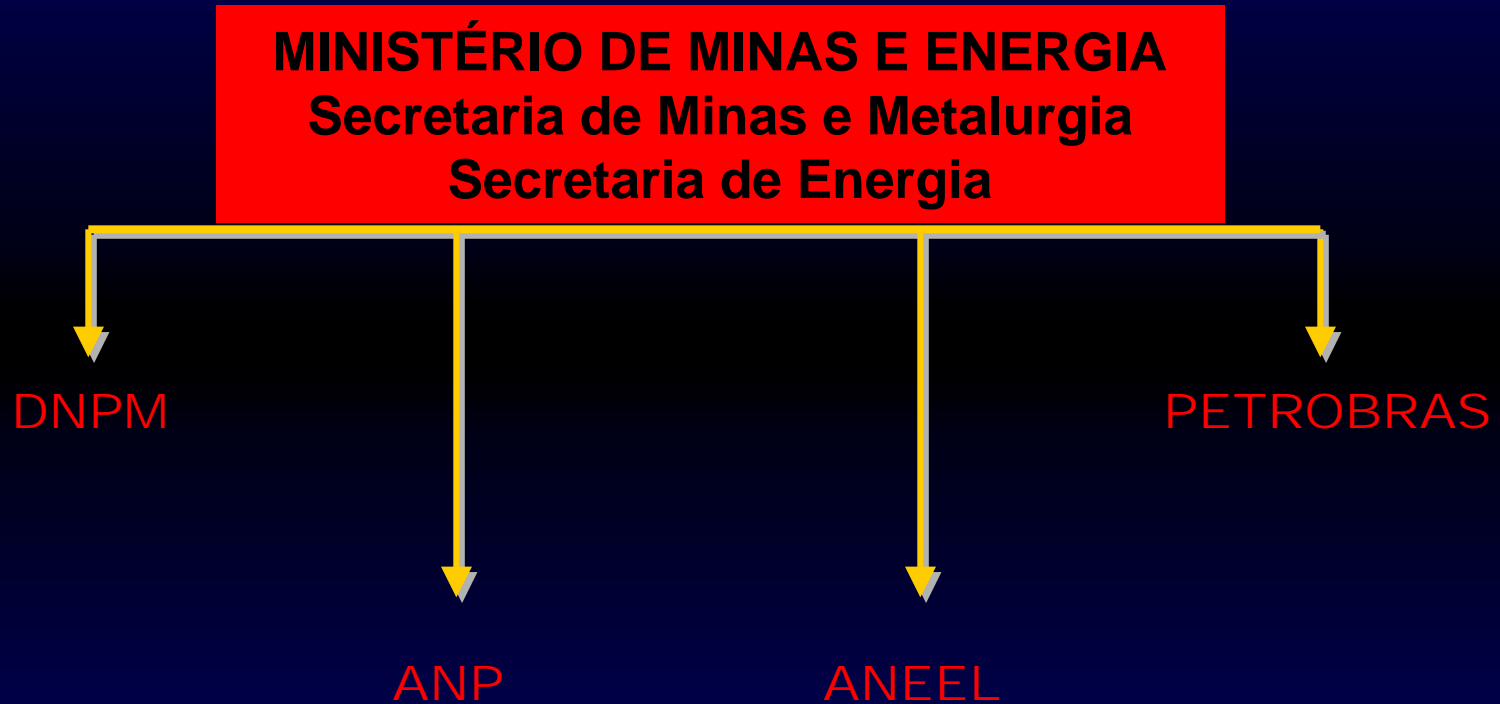 MINISTÉRIO DE MINAS E ENERGIA
Secretaria de Minas e Metalurgia
Secretaria de Energia
DNPM
PETROBRAS
ANP
ANEEL